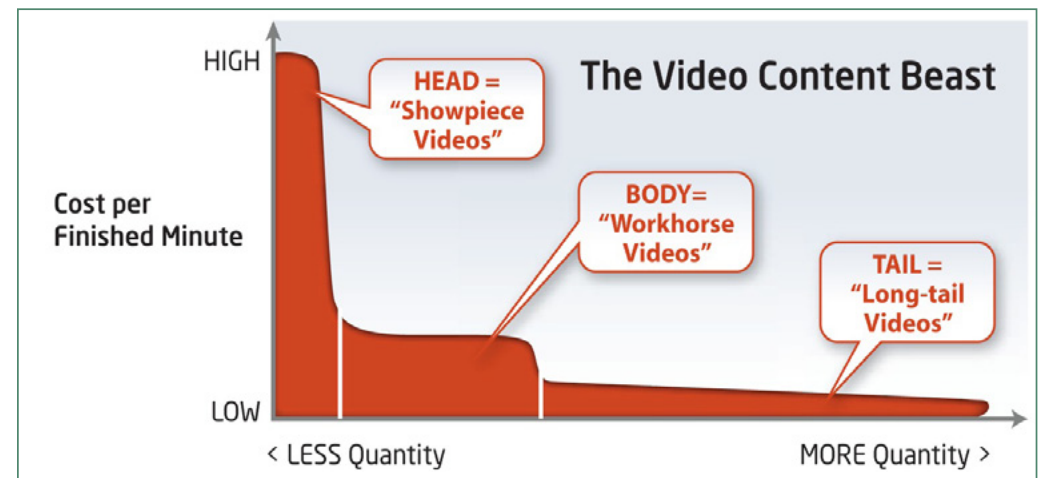 The Video Content Beast
HIGH
HEAD =
“Showpiece
Videos”
Cost per
Finished Minute
BODY=
“Workhorse
Videos”
TAIL =
“Long-tail
Videos”
LOW
< LESS Quantity
MORE Quantity >